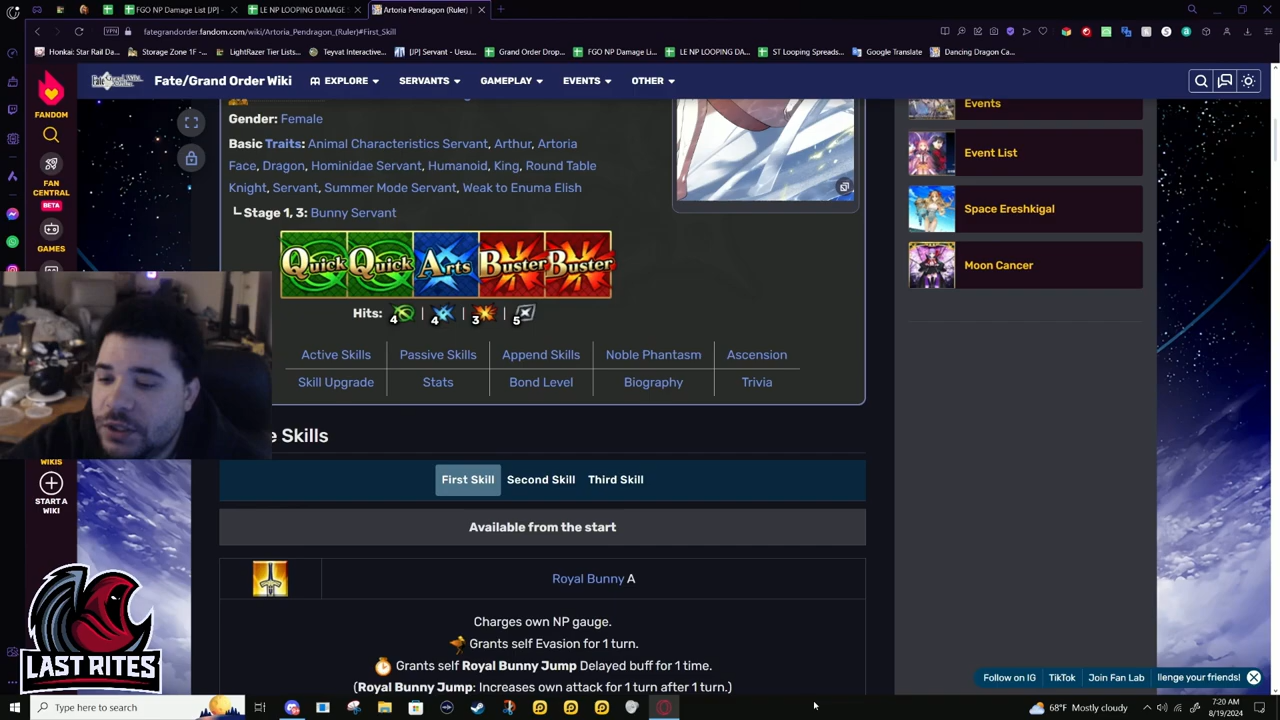 FGO NP Damage List [JP]
LE NP LOOPING DAMAGE
Artoria Pendragon (Ruler)
VPN
fategrandorder.fandom.com/wiki/Artoria_Pendragon_(Ruler)#First_Skill
Honkai: Star Rail Da...
Storage Zone 1F -...
LightRazer Tier Lists...
Teyvat Interactive...
[JP] Servant - Uesu...
Grand Order Drop...
FGO NP Damage Li...
LE NP LOOPING DA...
ST Looping Spreads...
Google Translate
Dancing Dragon Ca...
Fate/Grand Order Wiki
EXPLORE
SERVANTS
GAMEPLAY
EVENTS
OTHER
FANDOM
FAN
CENTRAL
BETA
GAMES
WIKIS
START A
WIKI
Gender: Female
Basic Traits: Animal Characteristics Servant, Arthur, Artoria
Face, Dragon, Hominidae Servant, Humanoid, King, Round Table
Knight, Servant, Summer Mode Servant, Weak to Enuma Elish
Stage 1, 3: Bunny Servant
Quick Quick Arts Buster Buster
Hits: 4 | 4 | 3 | 5
Active Skills
Passive Skills
Append Skills
Noble Phantasm
Ascension
Skill Upgrade
Stats
Bond Level
Biography
Trivia
e Skills
First Skill
Second Skill
Third Skill
Available from the start
Royal Bunny A
Charges own NP gauge.
Grants self Evasion for 1 turn.
Grants self Royal Bunny Jump Delayed buff for 1 time.
(Royal Bunny Jump: Increases own attack for 1 turn after 1 turn.)
Events
Event List
Space Ereshkigal
Moon Cancer
Follow on IG
TikTok
Join Fan Lab
llenge your friends!
LAST RITES
Type here to search
68°F Mostly cloudy
7:20 AM
8/19/2024